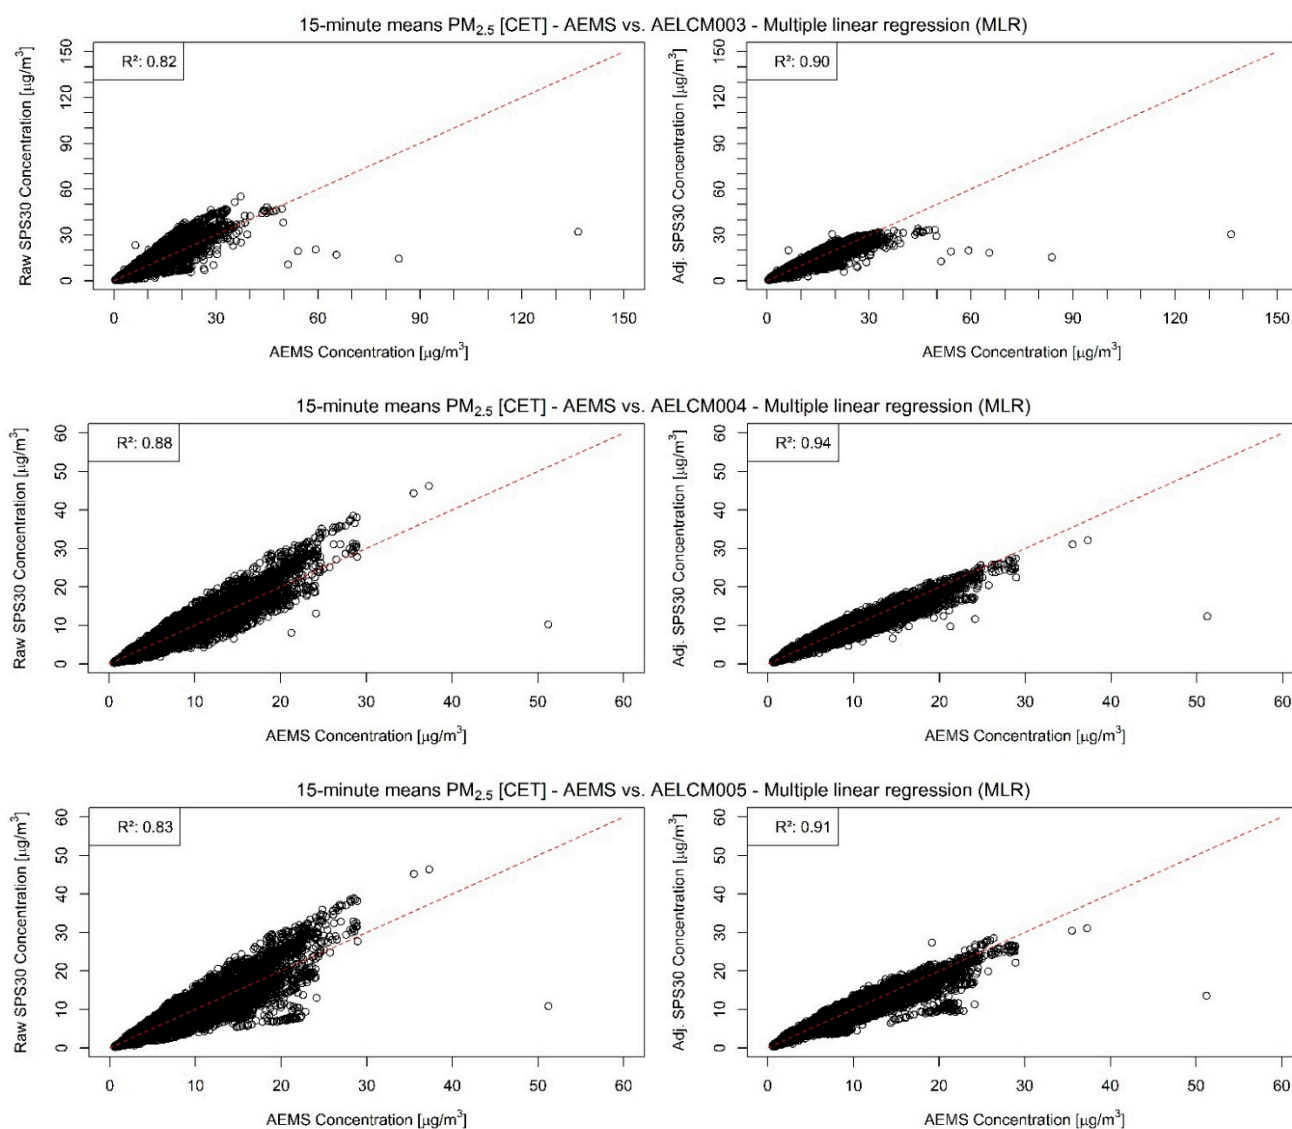 15-minute means PM2.5 [CET] - AEMS vs. AELCM003 - Multiple linear regression (MLR)
Raw SPS30 Concentration [µg/m³]
R²: 0.82
150
120
90
60
30
0
0 30 60 90 120 150
AEMS Concentration [µg/m³]
Adj. SPS30 Concentration [µg/m³]
R²: 0.90
150
120
90
60
30
0
0 30 60 90 120 150
AEMS Concentration [µg/m³]
15-minute means PM2.5 [CET] - AEMS vs. AELCM004 - Multiple linear regression (MLR)
Raw SPS30 Concentration [µg/m³]
R²: 0.88
60
50
40
30
20
10
0
0 10 20 30 40 50 60
AEMS Concentration [µg/m³]
Adj. SPS30 Concentration [µg/m³]
R²: 0.94
60
50
40
30
20
10
0
0 10 20 30 40 50 60
AEMS Concentration [µg/m³]
15-minute means PM2.5 [CET] - AEMS vs. AELCM005 - Multiple linear regression (MLR)
Raw SPS30 Concentration [µg/m³]
R²: 0.83
60
50
40
30
20
10
0
0 10 20 30 40 50 60
AEMS Concentration [µg/m³]
Adj. SPS30 Concentration [µg/m³]
R²: 0.91
60
50
40
30
20
10
0
0 10 20 30 40 50 60
AEMS Concentration [µg/m³]